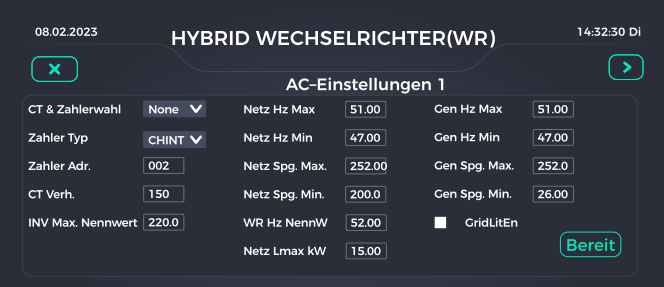 08.02.2023
HYBRID WECHSELRICHTER(WR)
14:32:30 Di
AC-Einstellungen 1
CT & Zahlerwahl None
Zahler Typ CHINT
Zahler Adr. 002
CT Verh. 150
INV Max. Nennwert 220.0
Netz Hz Max 51.00
Netz Hz Min 47.00
Netz Spg. Max. 252.00
Netz Spg. Min. 200.0
WR Hz NennW 52.00
Netz Lmax kW 15.00
Gen Hz Max 51.00
Gen Hz Min 47.00
Gen Spg. Max. 252.0
Gen Spg. Min. 26.00
GridLitEn
Bereit